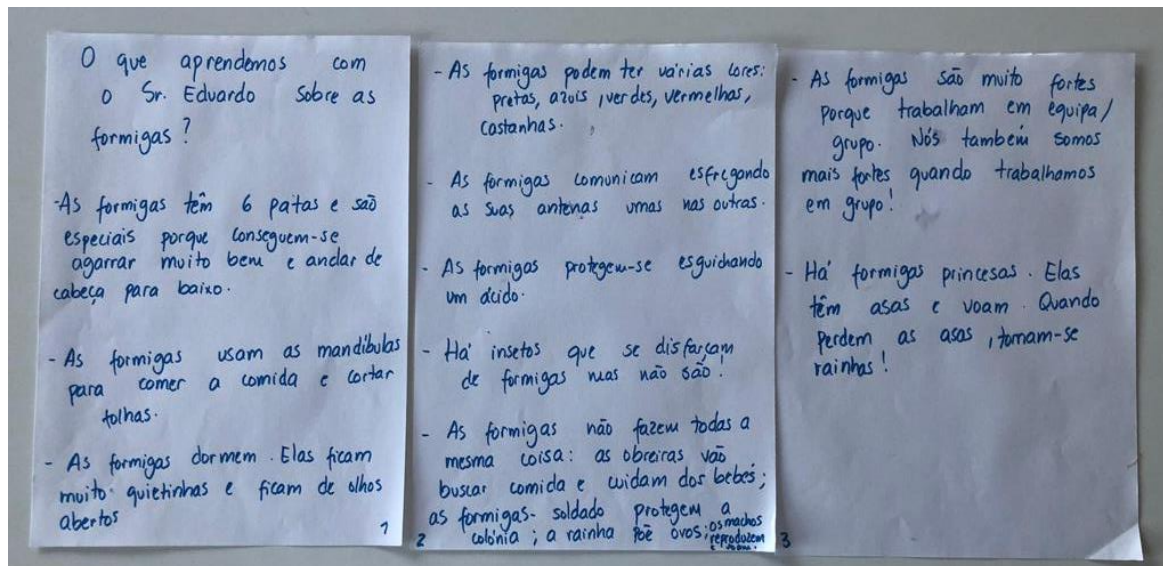 O que aprendemos com
o Sr. Eduardo sobre as
formigas?
-As formigas têm 6 patas e são
especiais porque conseguem-se
agarrar muito bem e andar de
cabeça para baixo.
- As formigas usam as mandíbulas
para comer a comida e cortar
folhas.
- As formigas dormem. Elas ficam
muito quietinhas e ficam de olhos
abertos
1
- As formigas podem ter várias cores:
pretas, azuis, verdes, vermelhas,
castanhas.
- As formigas comunicam esfregando
as suas antenas umas nas outras.
- As formigas protegem-se esguichando
um ácido.
- Há insetos que se disfarçam
de formigas mas não são!
- As formigas não fazem todas a
mesma coisa: as obreiras vão
buscar comida e cuidam dos bebés;
as formigas-soldado protegem a
colónia; a rainha põe ovos; os machos
reproduzem
2
- As formigas são muito fortes
porque trabalham em equipa/
grupo. Nós também somos
mais fortes quando trabalhamos
em grupo!
- Há formigas princesas. Elas
têm asas e voam. Quando
perdem as asas, tornam-se
rainhas!
3